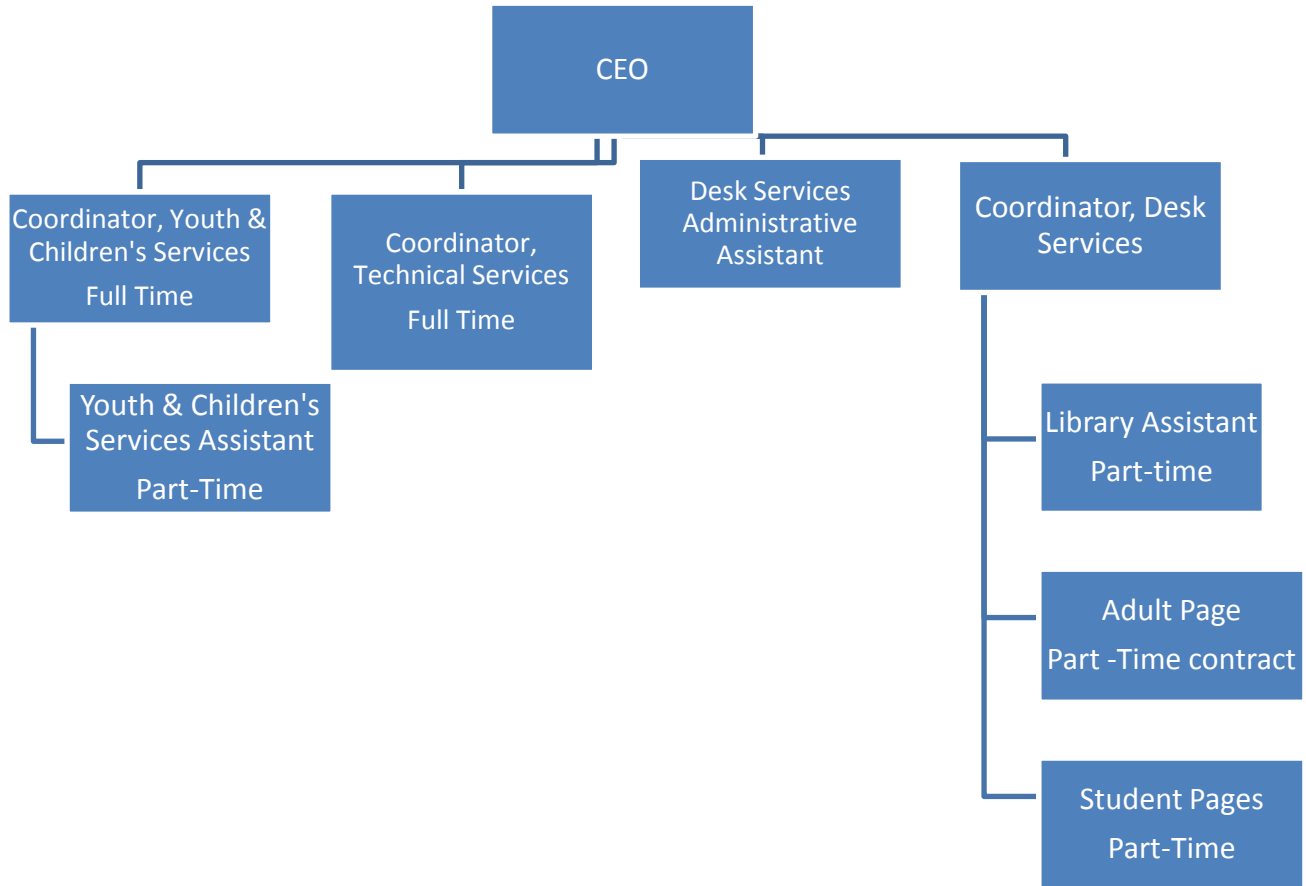 CEO
Coordinator, Youth &
Children's Services
Full Time
Coordinator,
Technical Services
Full Time
Desk Services
Administrative
Assistant
Coordinator, Desk
Services
Youth & Children's
Services Assistant
Part-Time
Library Assistant
Part-time
Adult Page
Part -Time contract
Student Pages
Part-Time